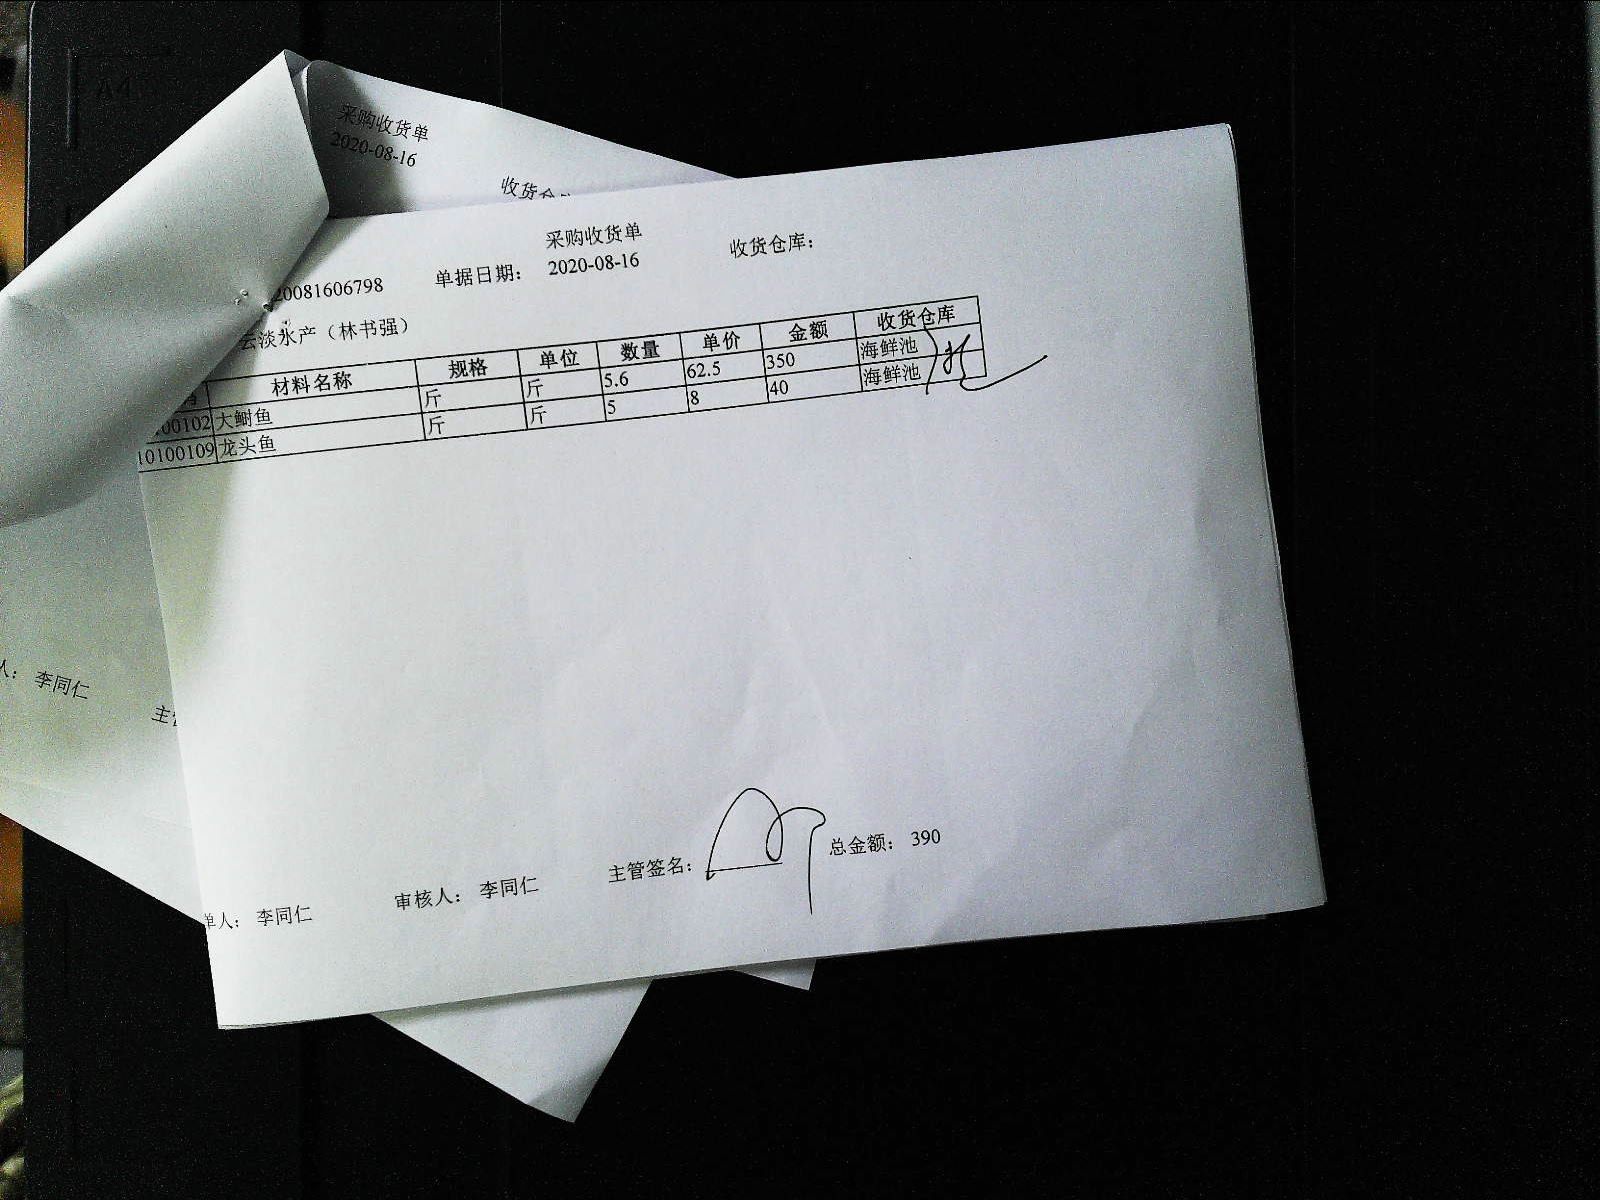 A4
采购收货单
2020-08-16
收货仓
采购收货单
20081606798 单据日期: 2020-08-16 收货仓库:
云淡水产（林书强）
材料名称 规格 单位 数量 单价 金额 收货仓库
00102 大鲋鱼 斤 斤 5.6 62.5 350 海鲜池
10100109 龙头鱼 斤 斤 5 8 40 海鲜池
人: 李同仁
主管
单人: 李同仁 审核人: 李同仁 主管签名: 总金额: 390